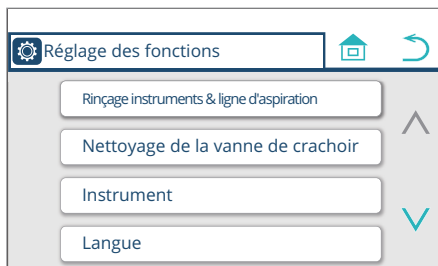 Réglage des fonctions
Rinçage instruments & ligne d'aspiration
Nettoyage de la vanne de crachoir
Instrument
Langue